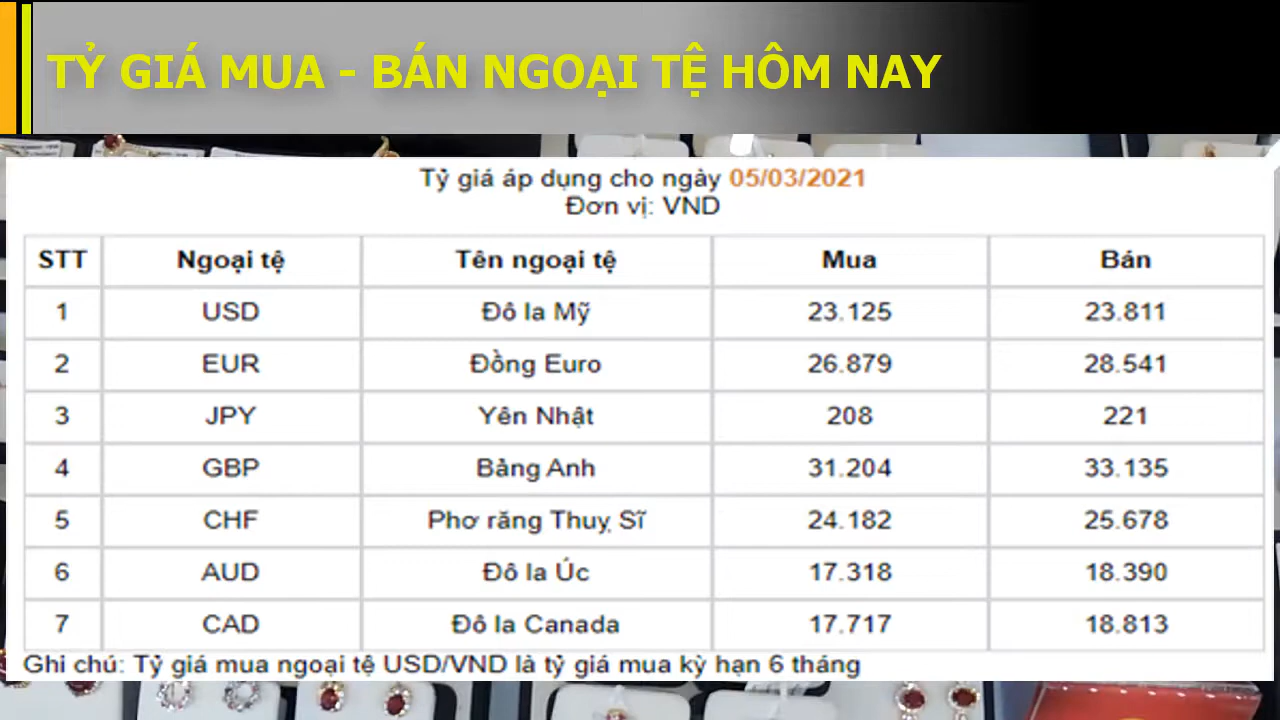 TỶ GIÁ MUA - BÁN NGOẠI TỆ HÔM NAY
Tỷ giá áp dụng cho ngày 05/03/2021
Đơn vị: VND
STT Ngoại tệ Tên ngoại tệ Mua Bán
1 USD Đô la Mỹ 23.125 23.811
2 EUR Đồng Euro 26.879 28.541
3 JPY Yên Nhật 208 221
4 GBP Bảng Anh 31.204 33.135
5 CHF Phơ răng Thuỵ Sĩ 24.182 25.678
6 AUD Đô la Úc 17.318 18.390
7 CAD Đô la Canada 17.717 18.813
Ghi chú: Tỷ giá mua ngoại tệ USD/VND là tỷ giá mua kỳ hạn 6 tháng